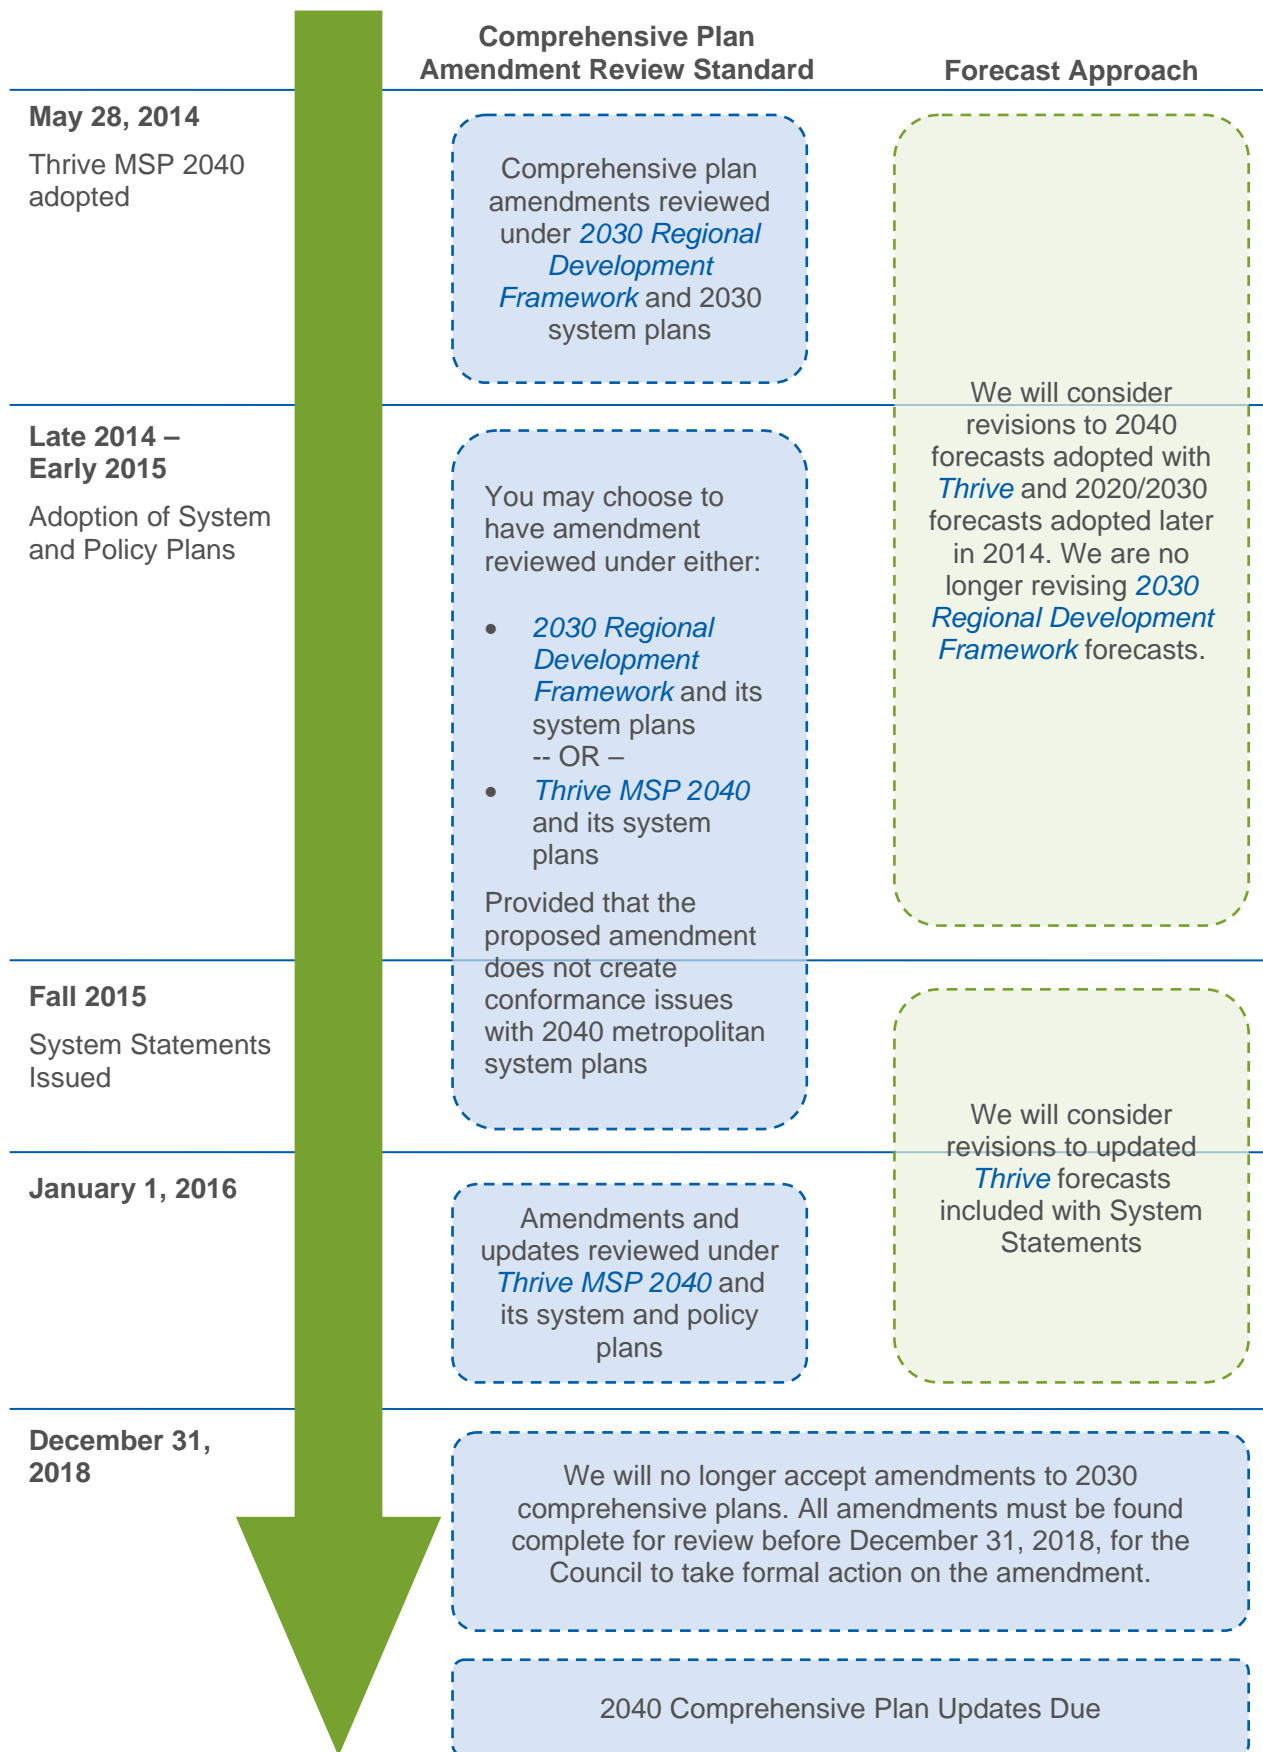 Comprehensive Plan
Amendment Review Standard
Forecast Approach
May 28, 2014
Thrive MSP 2040
adopted
Comprehensive plan
amendments reviewed
under 2030 Regional
Development
Framework and 2030
system plans
We will consider
revisions to 2040
forecasts adopted with
Thrive and 2020/2030
forecasts adopted later
in 2014. We are no
longer revising 2030
Regional Development
Framework forecasts.
Late 2014 –
Early 2015
Adoption of System
and Policy Plans
You may choose to
have amendment
reviewed under either:
• 2030 Regional
Development
Framework and its
system plans
-- OR –
• Thrive MSP 2040
and its system
plans
Provided that the
proposed amendment
does not create
conformance issues
with 2040 metropolitan
system plans
Fall 2015
System Statements
Issued
We will consider
revisions to updated
Thrive forecasts
included with System
Statements
January 1, 2016
Amendments and
updates reviewed under
Thrive MSP 2040 and
its system and policy
plans
December 31,
2018
We will no longer accept amendments to 2030
comprehensive plans. All amendments must be found
complete for review before December 31, 2018, for the
Council to take formal action on the amendment.
2040 Comprehensive Plan Updates Due